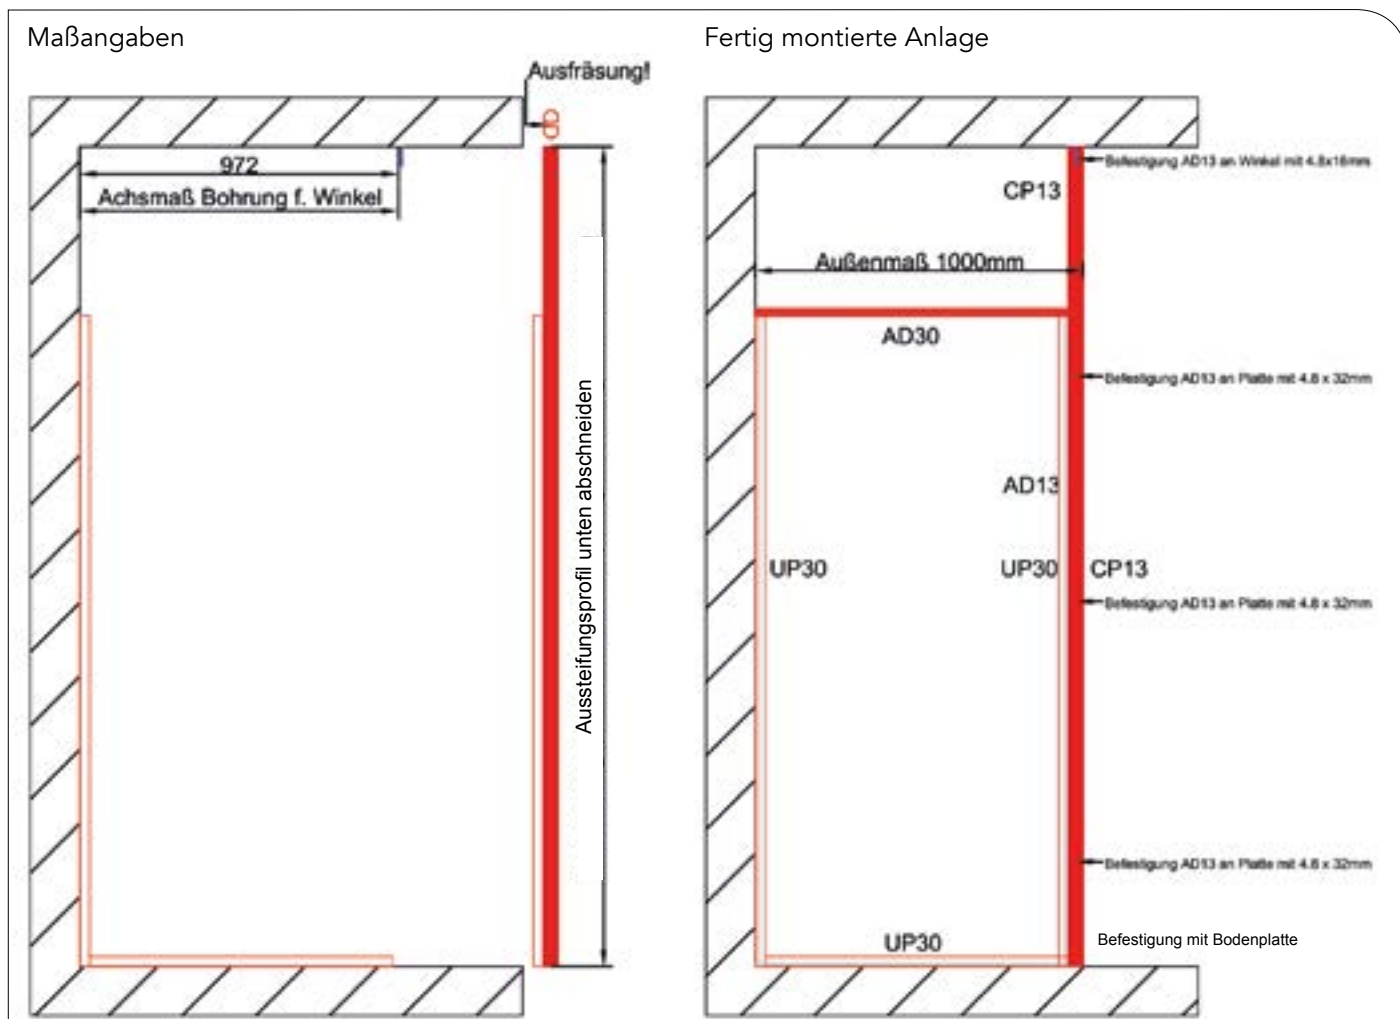 Maßangaben
Ausfräsung!
972
Achsmaß Bohrung f. Winkel
Aussteifungsprofil unten abschneiden
Fertig montierte Anlage
Befestigung AD13 an Winkel mit 4.8x16mm
CP13
Außenmaß 1000mm
AD30
Befestigung AD13 an Platte mit 4.8 x 32mm
AD13
UP30
UP30
CP13
Befestigung AD13 an Platte mit 4.8 x 32mm
Befestigung AD13 an Platte mit 4.8 x 32mm
UP30
Befestigung mit Bodenplatte